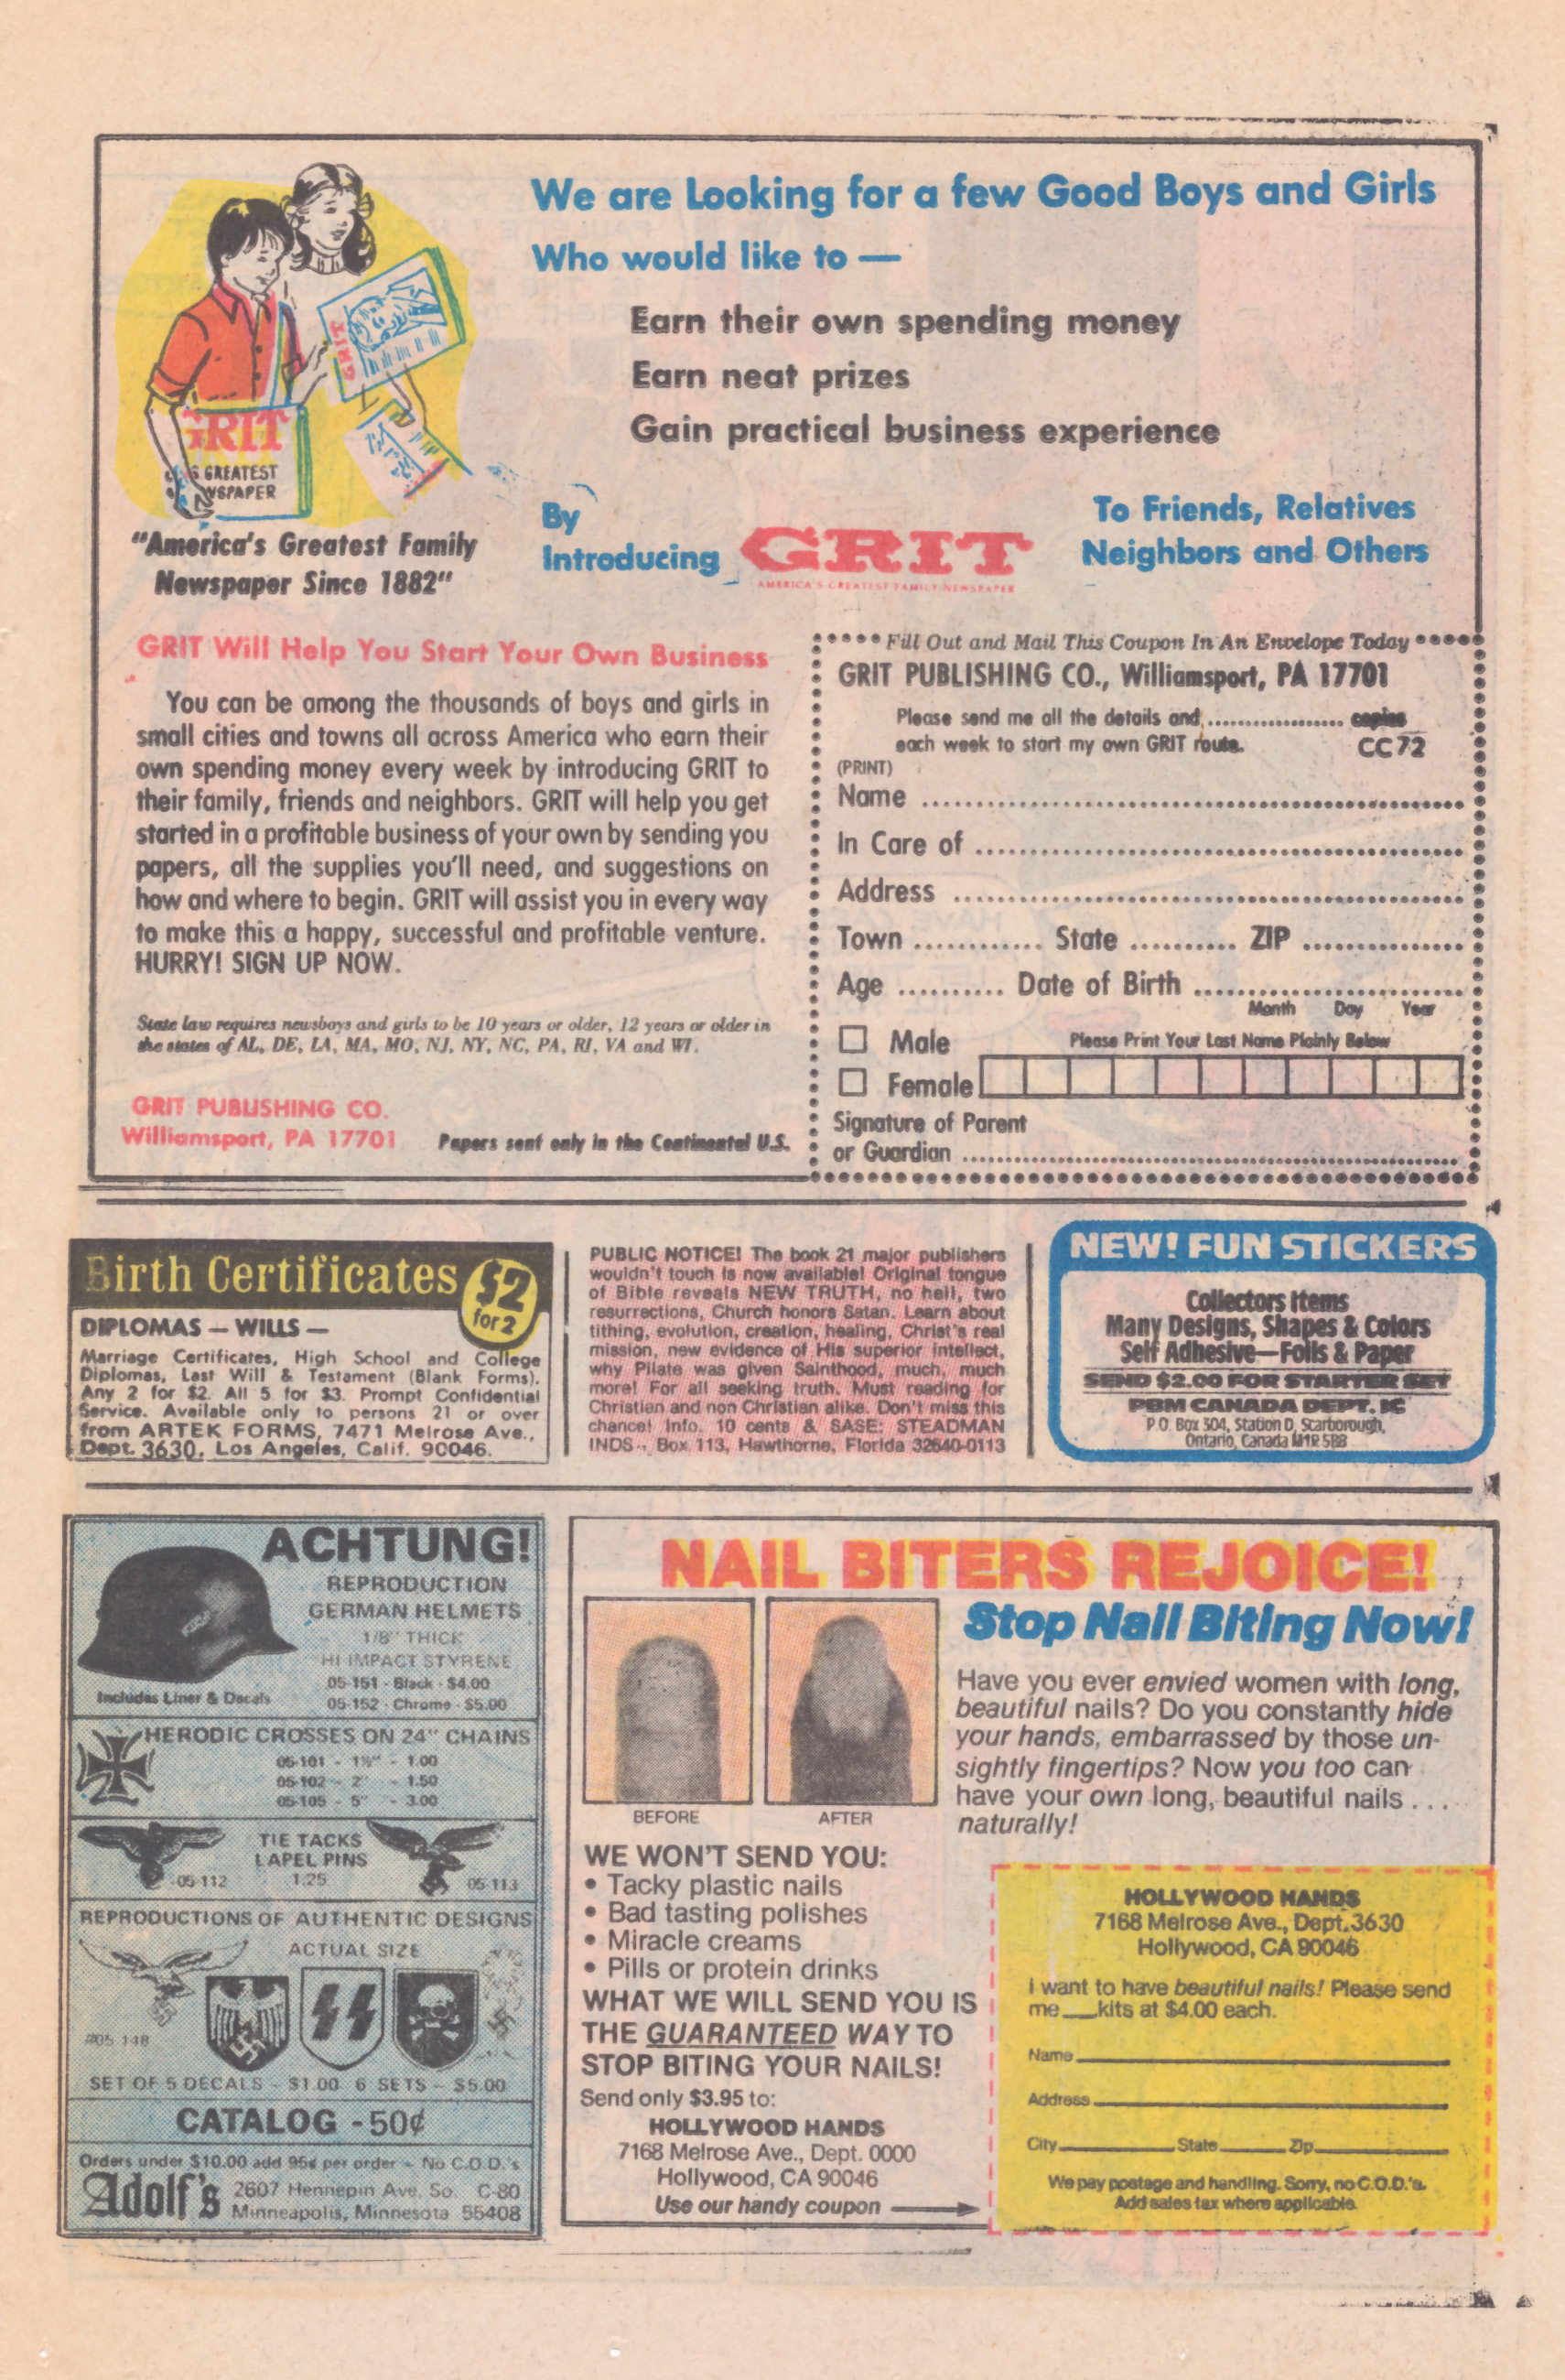 We are Looking for a few Good Boys and Girls
Who would like to —
Earn their own spending money
Earn neat prizes
Gain practical business experience
By
Introducing
GRIT
AMERICA'S GREATEST FAMILY NEWSPAPER
To Friends, Relatives
Neighbors and Others
GRIT
RIT
GREATEST
WSPAPER
"America's Greatest Family
Newspaper Since 1882"
GRIT Will Help You Start Your Own Business
You can be among the thousands of boys and girls in
small cities and towns all across America who earn their
own spending money every week by introducing GRIT to
their family, friends and neighbors. GRIT will help you get
started in a profitable business of your own by sending you
papers, all the supplies you'll need, and suggestions on
how and where to begin. GRIT will assist you in every way
to make this a happy, successful and profitable venture.
HURRY! SIGN UP NOW.
State law requires newsboys and girls to be 10 years or older, 12 years or older in
the states of AL, DE, LA, MA, MO, NJ, NY, NC, PA, RI, VA and WI.
GRIT PUBLISHING CO.
Williamsport, PA 17701
Papers sent only in the Continental U.S.
Fill Out and Mail This Coupon In An Envelope Today
GRIT PUBLISHING CO., Williamsport, PA 17701
Please send me all the details and .................. copies
each week to start my own GRIT route. CC72
(PRINT)
Name
In Care of
Address
Town ............ State .......... ZIP ...............
Age .......... Date of Birth
Month Day Year
Male
Please Print Your Last Name Plainly Below
Female
Signature of Parent
or Guardian
Birth Certificates
$2
for 2
DIPLOMAS — WILLS —
Marriage Certificates, High School and College
Diplomas, Last Will & Testament (Blank Forms).
Any 2 for $2. All 5 for $3. Prompt Confidential
Service. Available only to persons 21 or over
from ARTEK FORMS, 7471 Melrose Ave.,
Dept. 3630, Los Angeles, Calif. 90046.
PUBLIC NOTICE! The book 21 major publishers
wouldn't touch is now available! Original tongue
of Bible reveals NEW TRUTH, no hell, two
resurrections, Church honors Satan. Learn about
tithing, evolution, creation, healing, Christ's real
mission, new evidence of His superior intellect,
why Pilate was given Sainthood, much, much
more! For all seeking truth. Must reading for
Christian and non Christian alike. Don't miss this
chance! Info. 10 cents & SASE: STEADMAN
INDS., Box 113, Hawthorne, Florida 32640-0113
NEW! FUN STICKERS
Collectors Items
Many Designs, Shapes & Colors
Self Adhesive—Foils & Paper
SEND $2.00 FOR STARTER SET
PBM CANADA DEPT. IC
P.O. Box 304, Station D, Scarborough,
Ontario, Canada M1R 5B8
ACHTUNG!
REPRODUCTION
GERMAN HELMETS
1/8" THICK
HI IMPACT STYRENE
05-151 - Black - $4.00
05-152 - Chrome - $5.00
Includes Liner & Decals
HERODIC CROSSES ON 24" CHAINS
05-101 - 1½" - 1.00
05-102 - 2" - 1.50
05-105 - 5" - 3.00
TIE TACKS
LAPEL PINS
05-112 1.25 05-113
REPRODUCTIONS OF AUTHENTIC DESIGNS
ACTUAL SIZE
#05-148
SET OF 5 DECALS - $1.00 6 SETS - $5.00
CATALOG - 50¢
Orders under $10.00 add 95¢ per order - No C.O.D.'s
Adolf's
2607 Hennepin Ave. So. C-80
Minneapolis, Minnesota 55408
NAIL BITERS REJOICE!
Stop Nail Biting Now!
Have you ever envied women with long,
beautiful nails? Do you constantly hide
your hands, embarrassed by those un-
sightly fingertips? Now you too can
have your own long, beautiful nails . . .
naturally!
BEFORE
AFTER
WE WON'T SEND YOU:
• Tacky plastic nails
• Bad tasting polishes
• Miracle creams
• Pills or protein drinks
WHAT WE WILL SEND YOU IS
THE GUARANTEED WAY TO
STOP BITING YOUR NAILS!
Send only $3.95 to:
HOLLYWOOD HANDS
7168 Melrose Ave., Dept. 0000
Hollywood, CA 90046
Use our handy coupon
HOLLYWOOD HANDS
7168 Melrose Ave., Dept. 3630
Hollywood, CA 90046
I want to have beautiful nails! Please send
me ___ kits at $4.00 each.
Name
Address
City State Zip
We pay postage and handling. Sorry, no C.O.D.'s.
Add sales tax where applicable.